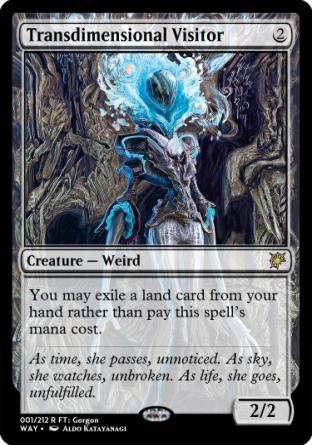 Transdimensional Visitor 2
Creature — Weird
You may exile a land card from your
hand rather than pay this spell's
mana cost.
As time, she passes, unnoticed. As sky,
she watches, unbroken. As life, she goes,
unfulfilled.
2/2
001/212 R FT: Gorgon
WAY • Aldo Katayanagi